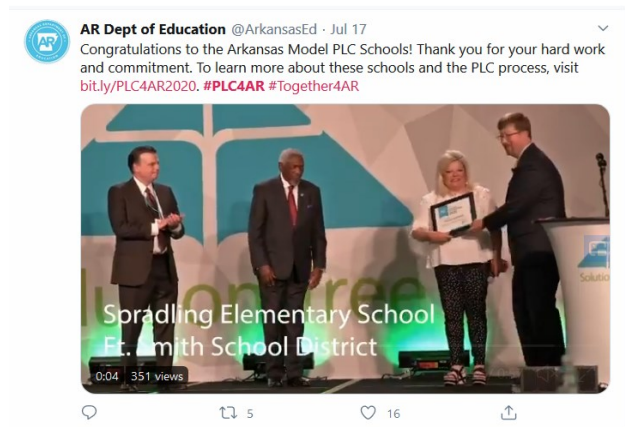 AR
AR Dept of Education @ArkansasEd · Jul 17
Congratulations to the Arkansas Model PLC Schools! Thank you for your hard work
and commitment. To learn more about these schools and the PLC process, visit
bit.ly/PLC4AR2020. #PLC4AR #Together4AR
Spradling Elementary School
Ft. Smith School District
Solutio
0:04 351 views
5 16